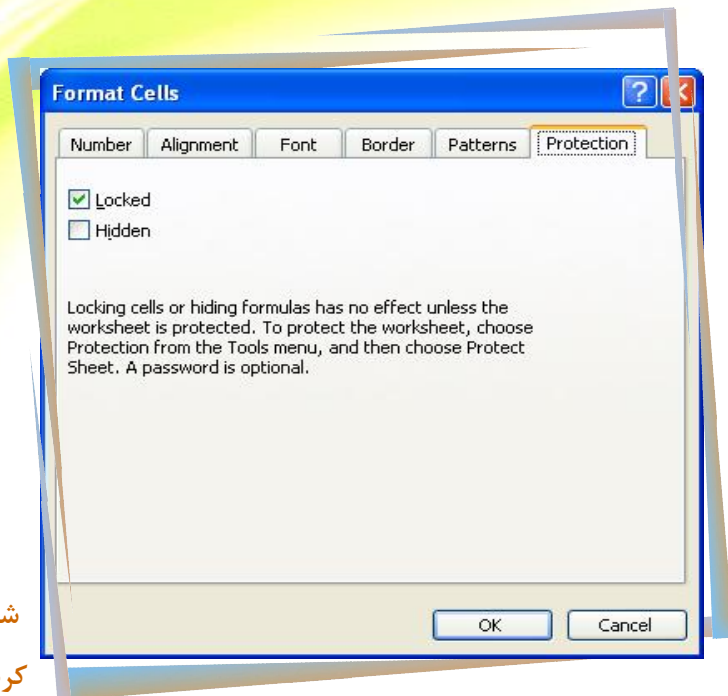 Format Cells
Number Alignment Font Border Patterns Protection
Locked
Hidden
Locking cells or hiding formulas has no effect unless the
worksheet is protected. To protect the worksheet, choose
Protection from the Tools menu, and then choose Protect
Sheet. A password is optional.
OK Cancel